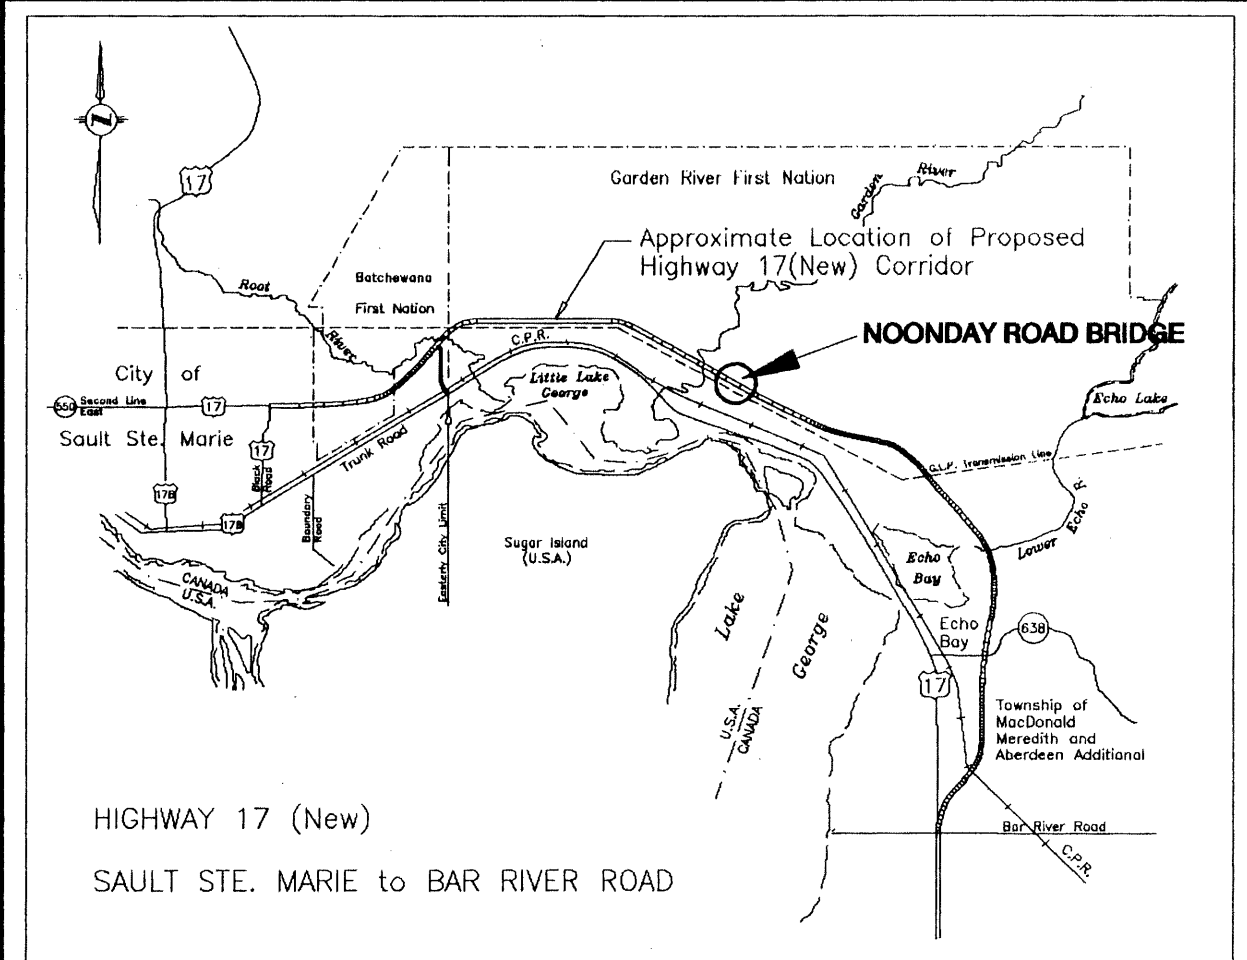 N
17
Garden River First Nation
Garden River
Approximate Location of Proposed
Highway 17(New) Corridor
Batchewana
First Nation
Root
River
C.P.R.
NOONDAY ROAD BRIDGE
City of
Sault Ste. Marie
550
Second Line
East
17
Little Lake
George
Echo Lake
17
Black
Road
Trunk Road
G.L.P. Transmission Line
17B
17B
Boundary
Road
Easterly City Limit
Sugar Island
(U.S.A.)
Lower Echo R.
CANADA
U.S.A.
Echo
Bay
Lake
George
Echo
Bay
638
17
U.S.A.
CANADA
Township of
MacDonald
Meredith and
Aberdeen Additional
HIGHWAY 17 (New)
SAULT STE. MARIE to BAR RIVER ROAD
Bar River Road
C.P.R.